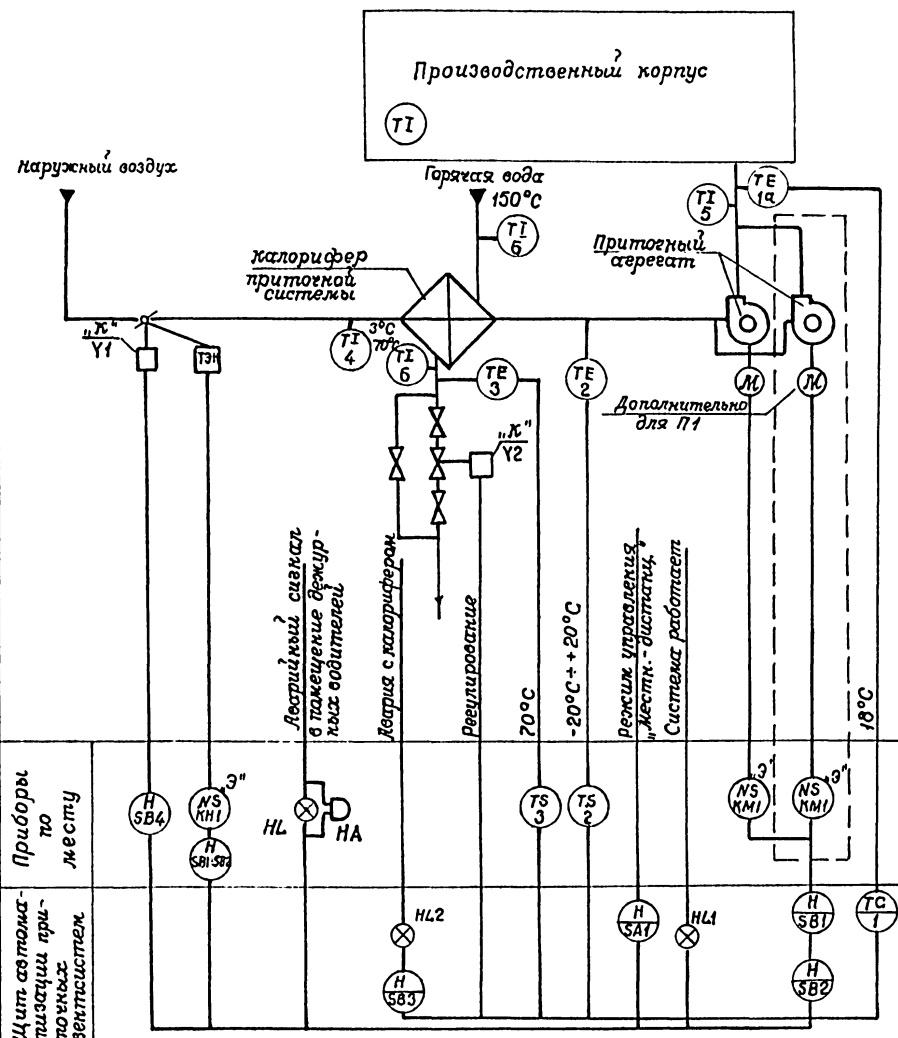 Производственный корпус
TI
Наружный воздух
Горячая вода
150°C
TE
1а
TI
5
TI
6
Приточный
агрегат
калорифер
приточной
системы
„К"
Y1
ТЭН
TI
4
3°C
70°C
TI
6
TE
3
TE
2
М
М
Дополнительно
для П1
„К"
Y2
Аварийный сигнал
в помещение дежур-
ных водителей
Авария с калорифером
Регулирование
70°C
-20°C ÷ +20°C
Режим управления
„местн.-дистанц."
Система работает
18°C
Приборы
по
месту
H
SB4
„Э"
NS
KH1
H
SB1-SB2
HL
HA
TS
3
TS
2
„Э"
NS
KM1
„Э"
NS
KM1
Щит автома-
тизации при-
точных
вентсистем
HL2
H
SB3
H
SA1
HL1
H
SB1
H
SB2
TC
1